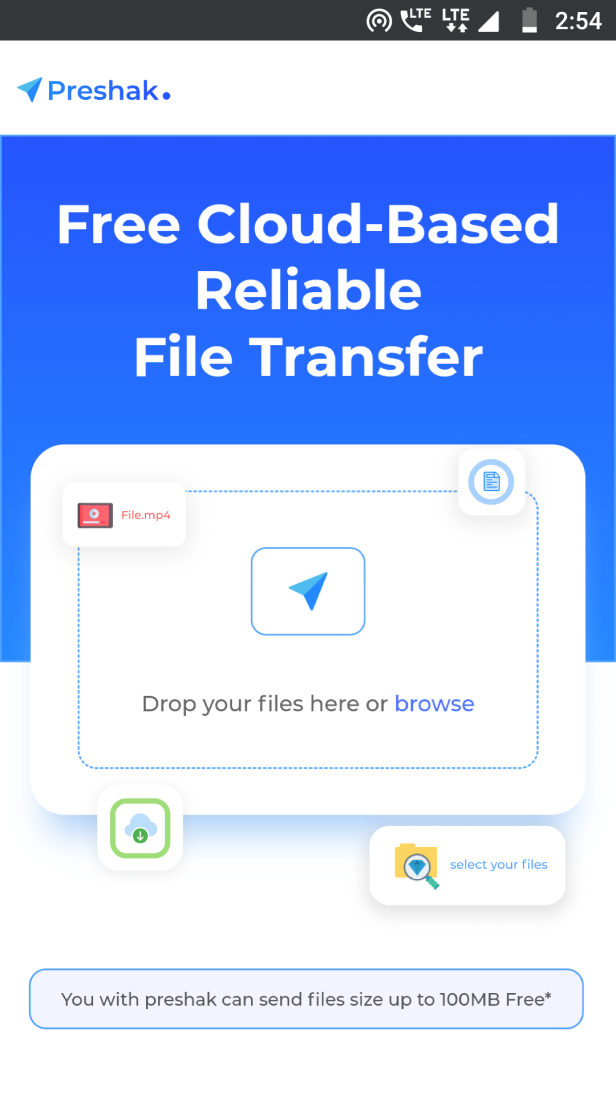 LTE LTE 2:54
Preshak.
Free Cloud-Based
Reliable
File Transfer
File.mp4
Drop your files here or browse
select your files
You with preshak can send files size up to 100MB Free*